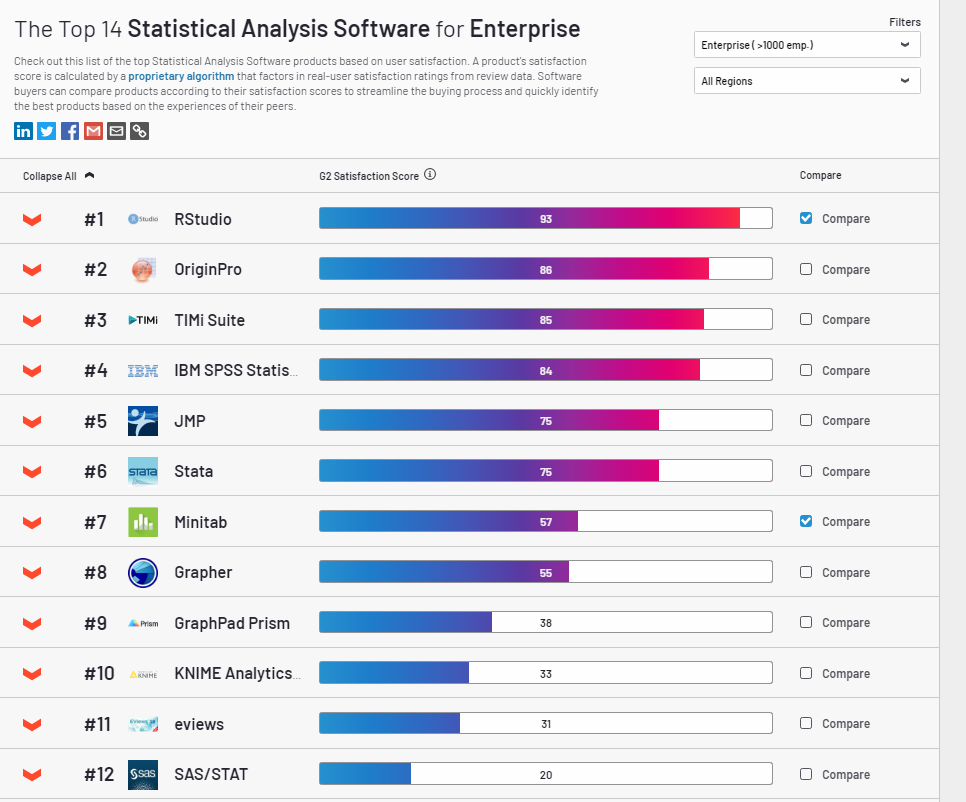 The Top 14 Statistical Analysis Software for Enterprise
Filters
Enterprise ( >1000 emp.)
All Regions
Check out this list of the top Statistical Analysis Software products based on user satisfaction. A product's satisfaction
score is calculated by a proprietary algorithm that factors in real-user satisfaction ratings from review data. Software
buyers can compare products according to their satisfaction scores to streamline the buying process and quickly identify
the best products based on the experiences of their peers.
Collapse All G2 Satisfaction Score Compare
#1 Studio RStudio 93 Compare
#2 OriginPro 86 Compare
#3 TIMi TIMi Suite 85 Compare
#4 IBM IBM SPSS Statis... 84 Compare
#5 JMP 75 Compare
#6 STATA Stata 75 Compare
#7 Minitab 57 Compare
#8 Grapher 55 Compare
#9 Prism GraphPad Prism 38 Compare
#10 KNIME KNIME Analytics... 33 Compare
#11 eviews 31 Compare
#12 sas SAS/STAT 20 Compare